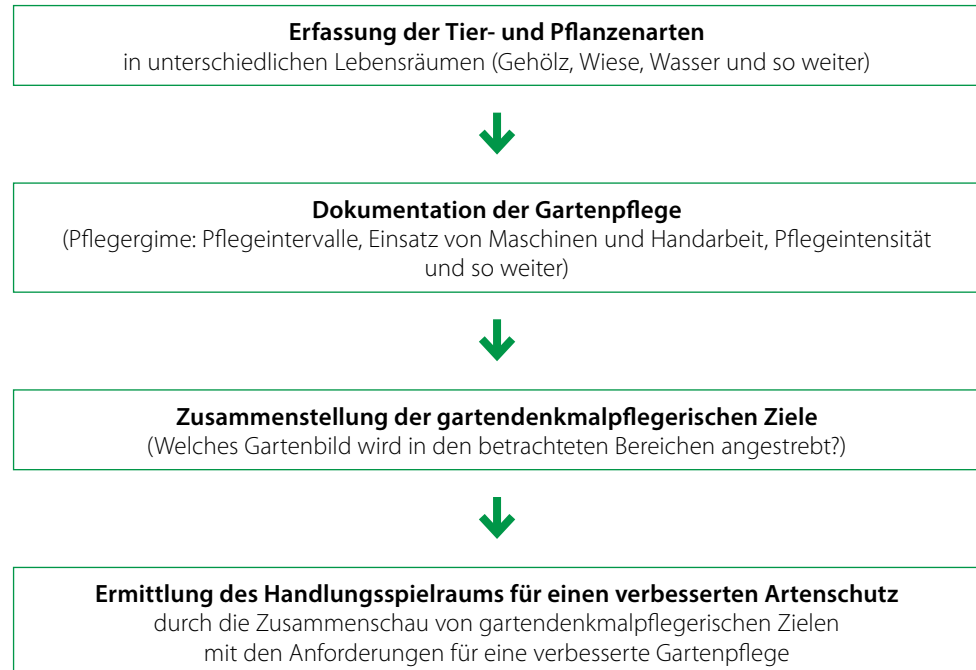 Erfassung der Tier- und Pflanzenarten
in unterschiedlichen Lebensräumen (Gehölz, Wiese, Wasser und so weiter)
Dokumentation der Gartenpflege
(Pflegergime: Pflegeintervalle, Einsatz von Maschinen und Handarbeit, Pflegeintensität
und so weiter)
Zusammenstellung der gartendenkmalpflegerischen Ziele
(Welches Gartenbild wird in den betrachteten Bereichen angestrebt?)
Ermittlung des Handlungsspielraums für einen verbesserten Artenschutz
durch die Zusammenschau von gartendenkmalpflegerischen Zielen
mit den Anforderungen für eine verbesserte Gartenpflege